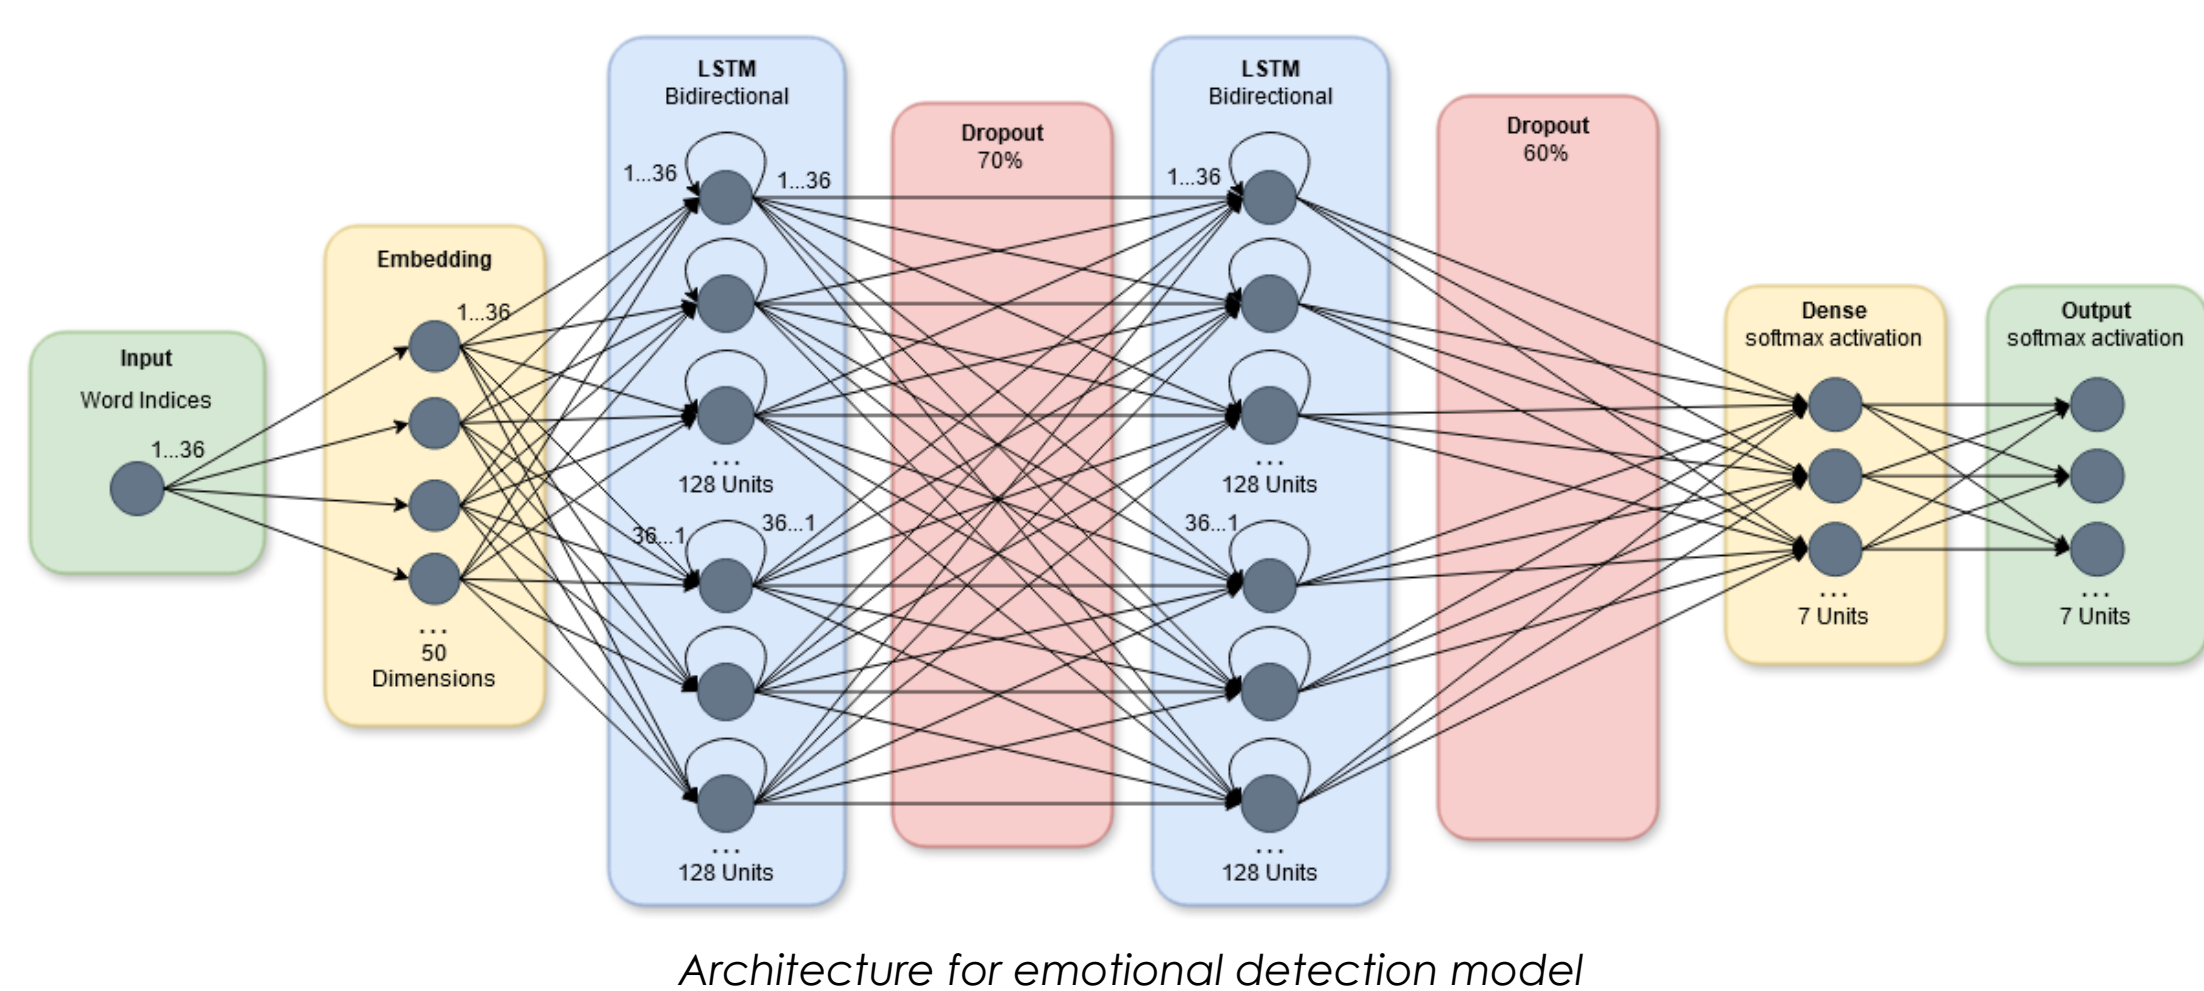 Input
Word Indices
1...36
Embedding
1...36
...
50
Dimensions
LSTM
Bidirectional
1...36
1...36
...
128 Units
36...1
36...1
...
128 Units
Dropout
70%
LSTM
Bidirectional
1...36
...
128 Units
36...1
...
128 Units
Dropout
60%
Dense
softmax activation
...
7 Units
Output
softmax activation
...
7 Units
Architecture for emotional detection model